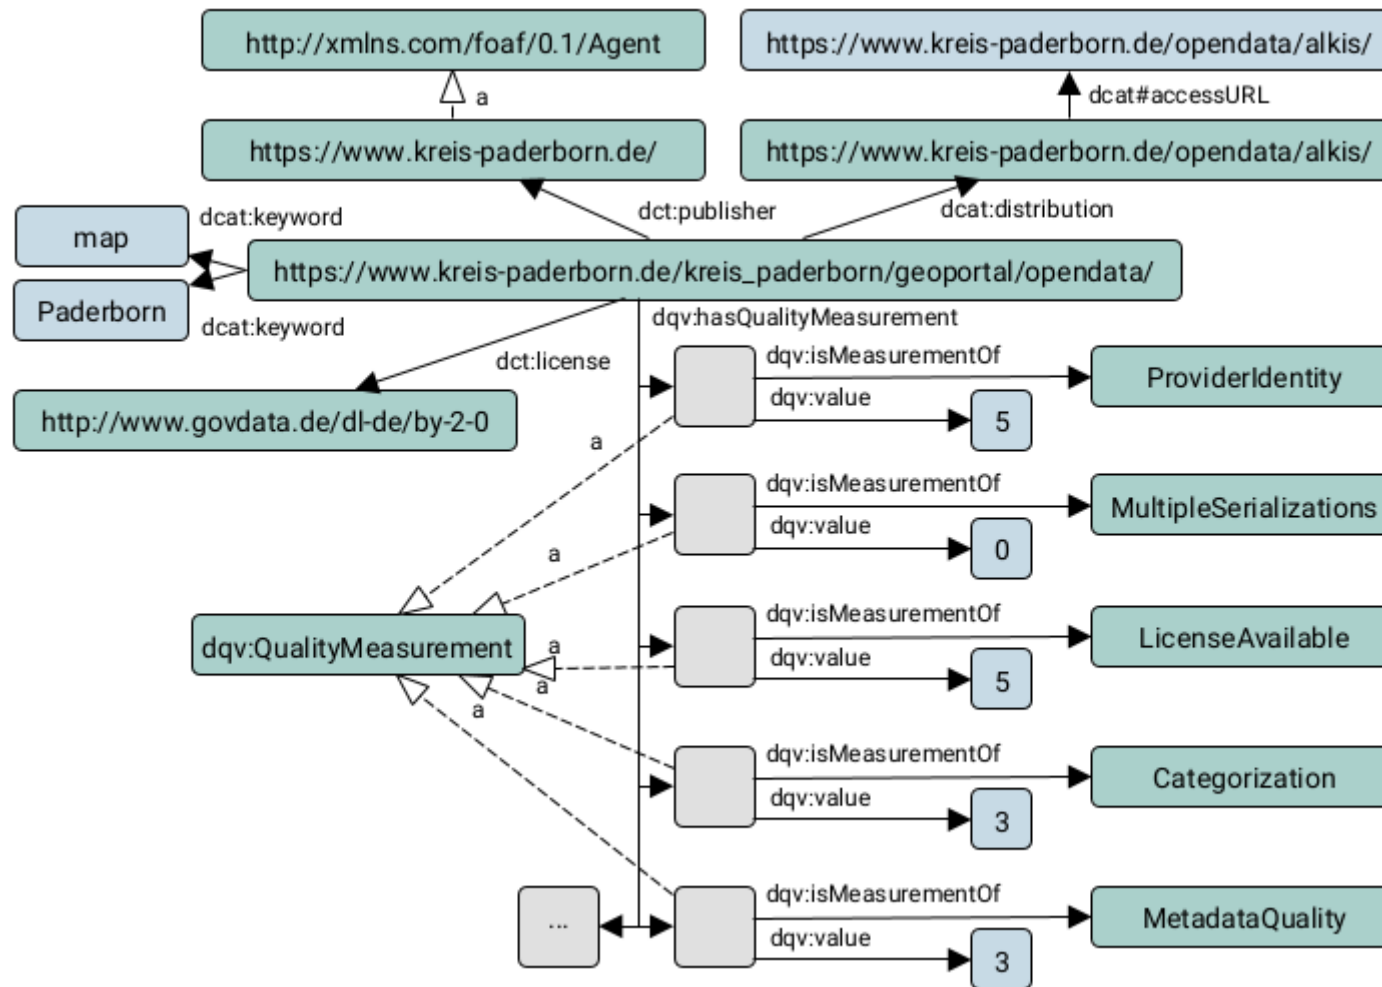 http://xmlns.com/foaf/0.1/Agent
https://www.kreis-paderborn.de/opendata/alkis/
a
dcat#accessURL
https://www.kreis-paderborn.de/
https://www.kreis-paderborn.de/opendata/alkis/
dcat:keyword
dct:publisher
dcat:distribution
map
https://www.kreis-paderborn.de/kreis_paderborn/geoportal/opendata/
Paderborn
dcat:keyword
dqv:hasQualityMeasurement
dct:license
dqv:isMeasurementOf
ProviderIdentity
dqv:value
5
http://www.govdata.de/dl-de/by-2-0
a
dqv:isMeasurementOf
MultipleSerializations
dqv:value
0
a
dqv:isMeasurementOf
LicenseAvailable
dqv:QualityMeasurement
a
dqv:value
5
a
a
dqv:isMeasurementOf
Categorization
dqv:value
3
dqv:isMeasurementOf
MetadataQuality
...
dqv:value
3